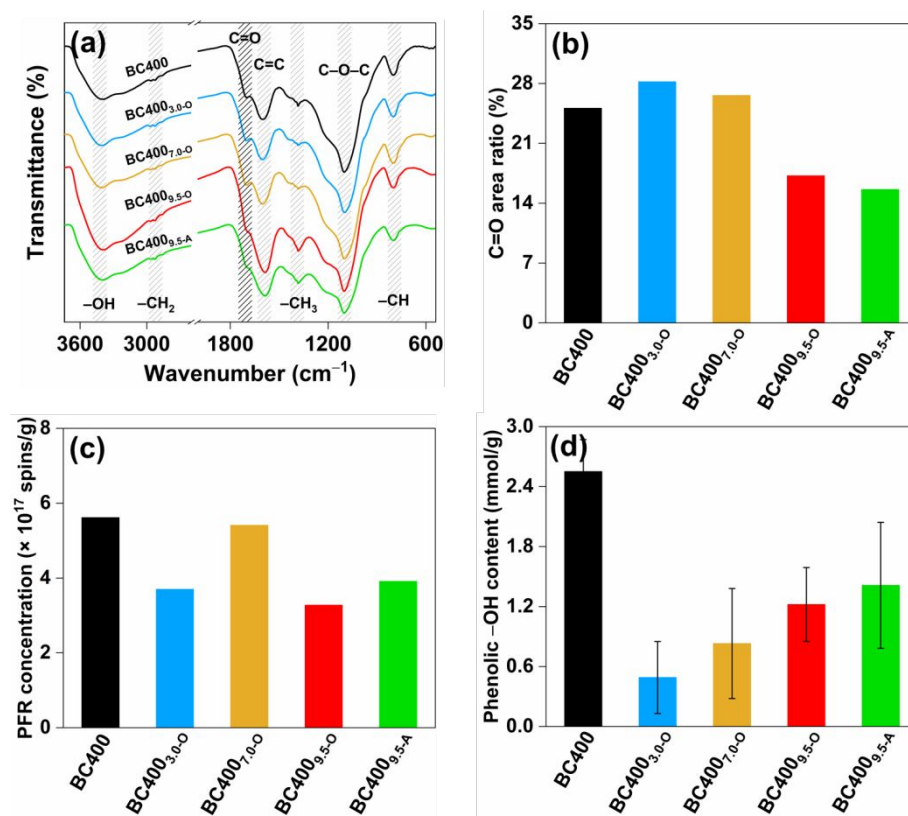 (a)
C=O
C=C
C–O–C
BC400
BC400₃.₀₋O
BC400₇.₀₋O
BC400₉.₅₋O
BC400₉.₅₋A
–OH
–CH₂
–CH₃
–CH
Transmittance (%)
3600 3000 1800 1200 600
Wavenumber (cm⁻¹)
(b)
C=O area ratio (%)
35
28
21
14
7
0
BC400
BC400₃.₀₋O
BC400₇.₀₋O
BC400₉.₅₋O
BC400₉.₅₋A
(c)
PFR concentration (× 10¹⁷ spins/g)
8
6
4
2
0
BC400
BC400₃.₀₋O
BC400₇.₀₋O
BC400₉.₅₋O
BC400₉.₅₋A
(d)
Phenolic –OH content (mmol/g)
3.0
2.4
1.8
1.2
0.6
0.0
BC400
BC400₃.₀₋O
BC400₇.₀₋O
BC400₉.₅₋O
BC400₉.₅₋A